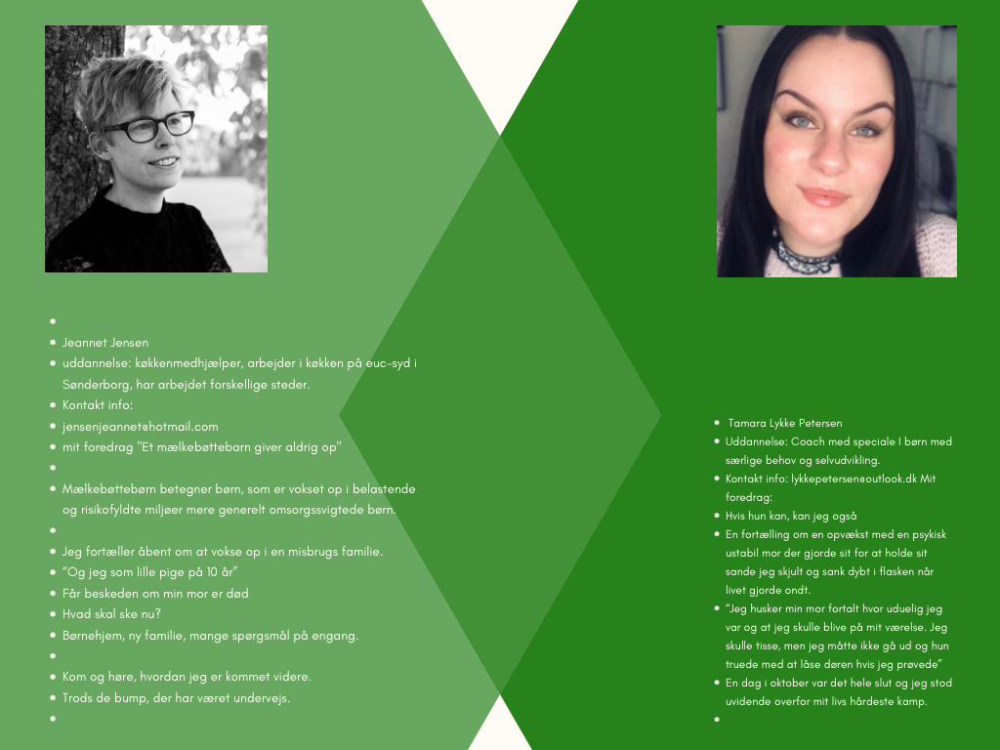 Jeannet Jensen
uddannelse: køkkenmedhjælper, arbejder i køkken på euc-syd i
Sønderborg, har arbejdet forskellige steder.
Kontakt info:
jensenjeannet@hotmail.com
mit foredrag "Et mælkebøttebarn giver aldrig op"
Mælkebøttebørn betegner børn, som er vokset op i belastende
og risikofyldte miljøer mere generelt omsorgssvigtede børn.
Jeg fortæller åbent om at vokse op i en misbrugs familie.
“Og jeg som lille pige på 10 år”
Får beskeden om min mor er død
Hvad skal ske nu?
Børnehjem, ny familie, mange spørgsmål på engang.
Kom og høre, hvordan jeg er kommet videre.
Trods de bump, der har været undervejs.
Tamara Lykke Petersen
Uddannelse: Coach med speciale I børn med
særlige behov og selvudvikling.
Kontakt info: lykkepetersen@outlook.dk Mit
foredrag:
Hvis hun kan, kan jeg også
En fortælling om en opvækst med en psykisk
ustabil mor der gjorde sit for at holde sit
sande jeg skjult og sank dybt i flasken når
livet gjorde ondt.
“Jeg husker min mor fortalt hvor uduelig jeg
var og at jeg skulle blive på mit værelse. Jeg
skulle tisse, men jeg måtte ikke gå ud og hun
truede med at låse døren hvis jeg prøvede”
En dag i oktober var det hele slut og jeg stod
uvidende overfor mit livs hårdeste kamp.